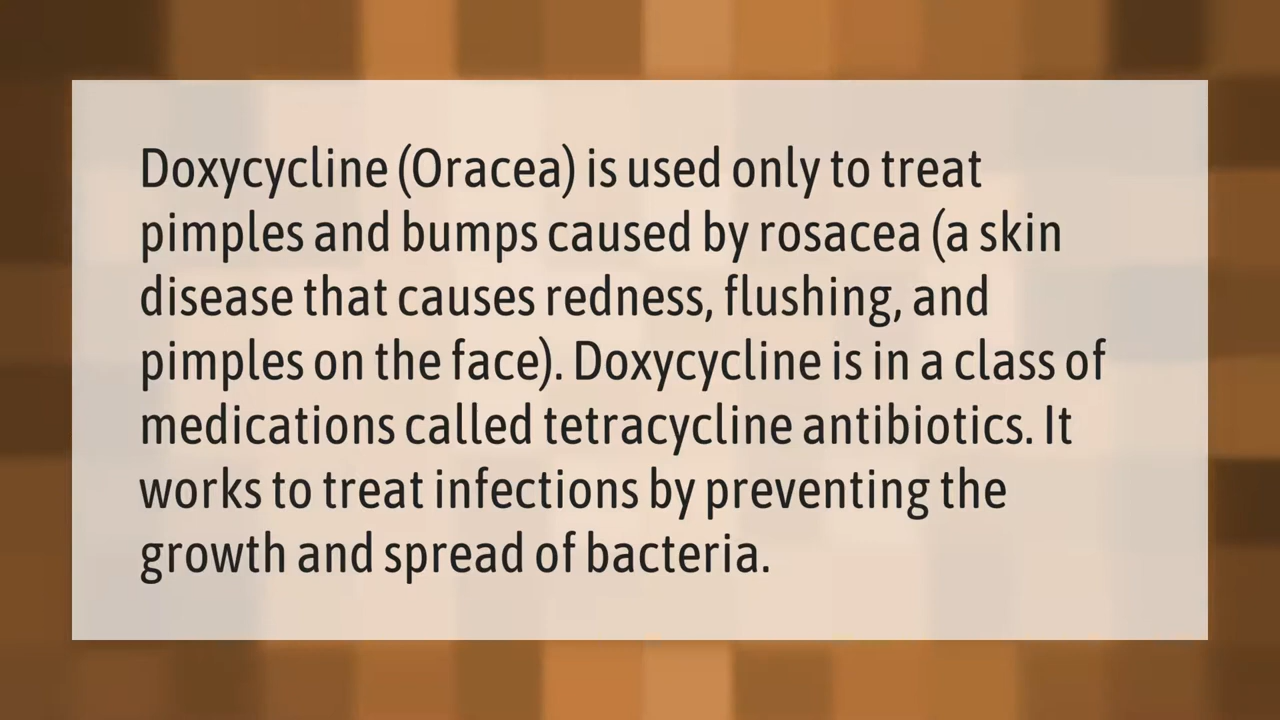 Doxycycline (Oracea) is used only to treat
pimples and bumps caused by rosacea (a skin
disease that causes redness, flushing, and
pimples on the face). Doxycycline is in a class of
medications called tetracycline antibiotics. It
works to treat infections by preventing the
growth and spread of bacteria.